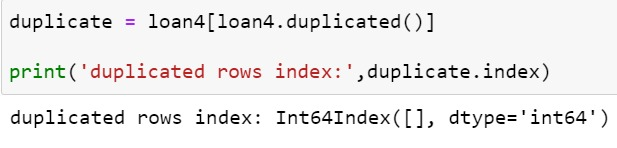 duplicate = loan4[loan4.duplicated()]
print('duplicated rows index:',duplicate.index)
duplicated rows index: Int64Index([], dtype='int64')